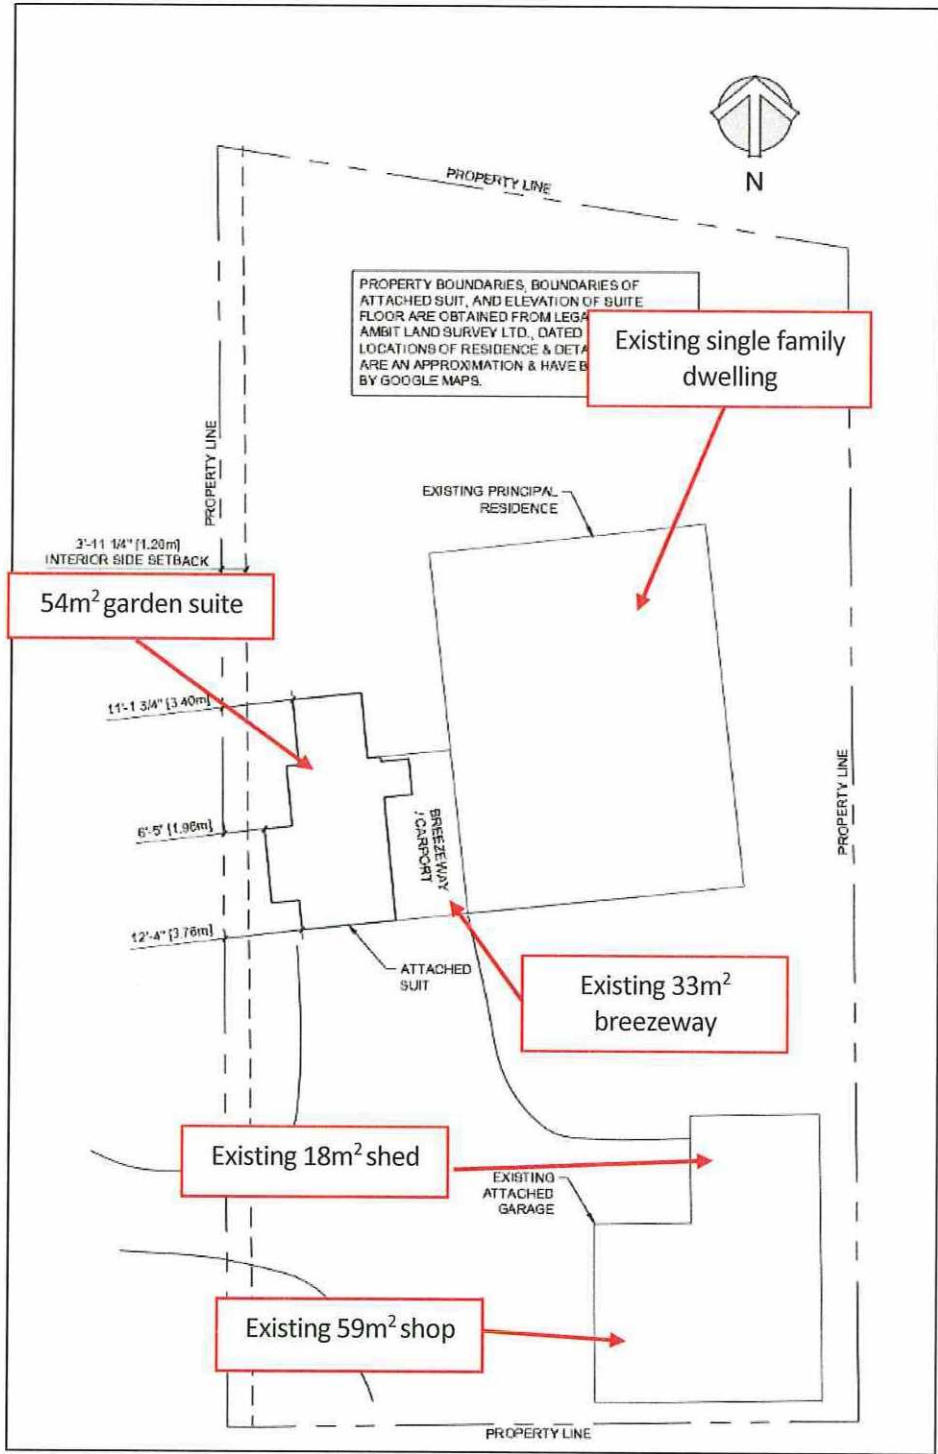 N
PROPERTY LINE
PROPERTY BOUNDARIES, BOUNDARIES OF
ATTACHED SUIT, AND ELEVATION OF SUITE
FLOOR ARE OBTAINED FROM LEGA
AMBIT LAND SURVEY LTD., DATED
LOCATIONS OF RESIDENCE & DETA
ARE AN APPROXIMATION & HAVE B
BY GOOGLE MAPS.
Existing single family
dwelling
PROPERTY LINE
EXISTING PRINCIPAL
RESIDENCE
3'-11 1/4" [1.20m]
INTERIOR SIDE SETBACK
54m² garden suite
11'-1 3/4" [3.40m]
PROPERTY LINE
6'-5" [1.96m]
BREEZEWAY
/CARPORT
12'-4" [3.76m]
ATTACHED
SUIT
Existing 33m²
breezeway
Existing 18m² shed
EXISTING
ATTACHED
GARAGE
Existing 59m² shop
PROPERTY LINE